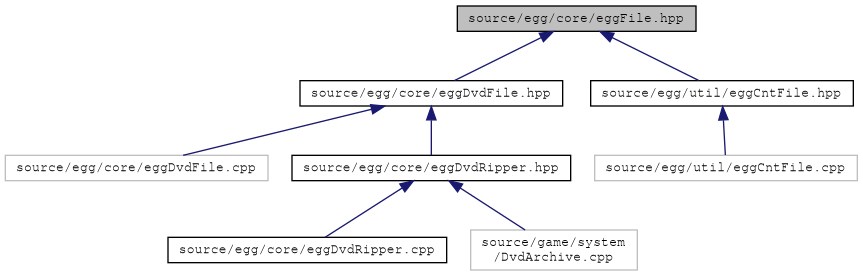 source/egg/core/eggFile.hpp
source/egg/core/eggDvdFile.hpp
source/egg/util/eggCntFile.hpp
source/egg/core/eggDvdFile.cpp
source/egg/core/eggDvdRipper.hpp
source/egg/util/eggCntFile.cpp
source/egg/core/eggDvdRipper.cpp
source/game/system
/DvdArchive.cpp